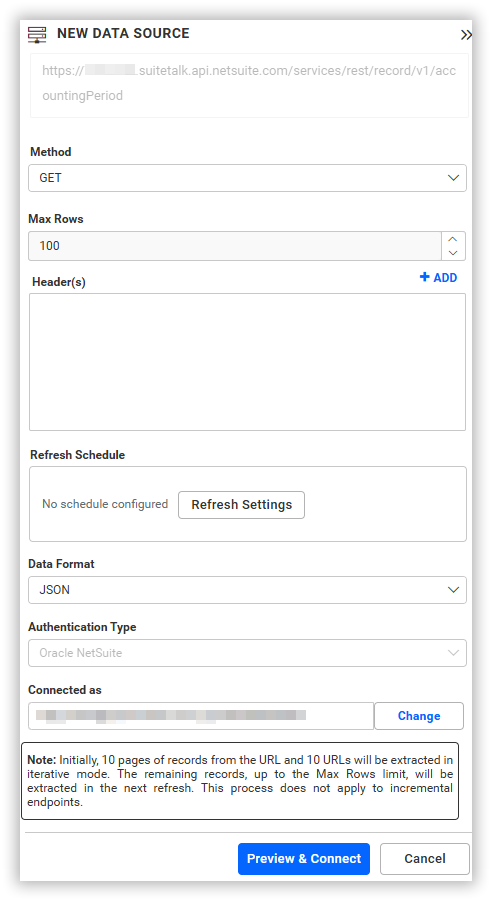 NEW DATA SOURCE
https:// .suitetalk.api.netsuite.com/services/rest/record/v1/acc
ountingPeriod
Method
GET
Max Rows
100
Header(s)
+ ADD
Refresh Schedule
No schedule configured
Refresh Settings
Data Format
JSON
Authentication Type
Oracle NetSuite
Connected as
Change
Note: Initially, 10 pages of records from the URL and 10 URLs will be extracted in
iterative mode. The remaining records, up to the Max Rows limit, will be
extracted in the next refresh. This process does not apply to incremental
endpoints.
Preview & Connect
Cancel